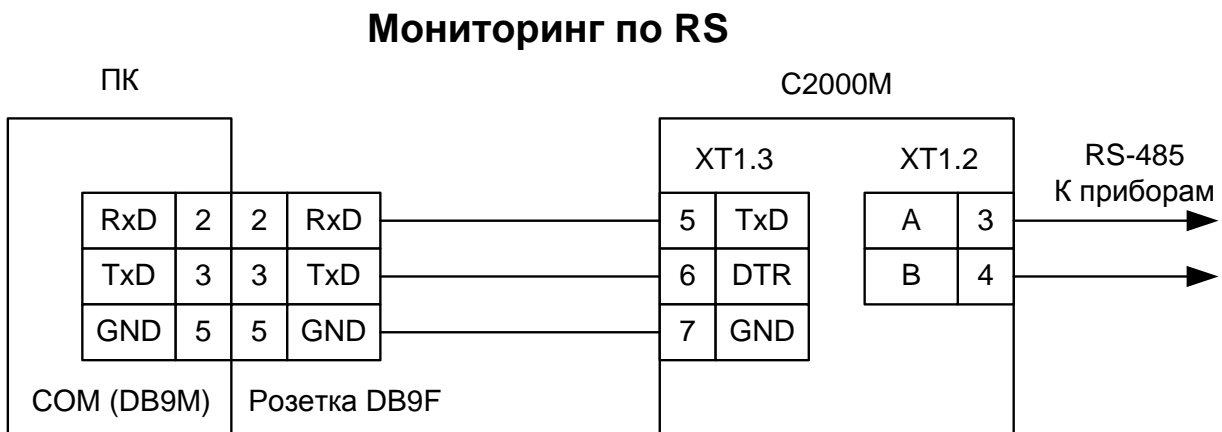 Мониторинг по RS
ПК
С2000М
XT1.3
XT1.2
RS-485
К приборам
RxD 2 2 RxD
5 TxD
A 3
TxD 3 3 TxD
6 DTR
B 4
GND 5 5 GND
7 GND
COM (DB9M)
Розетка DB9F